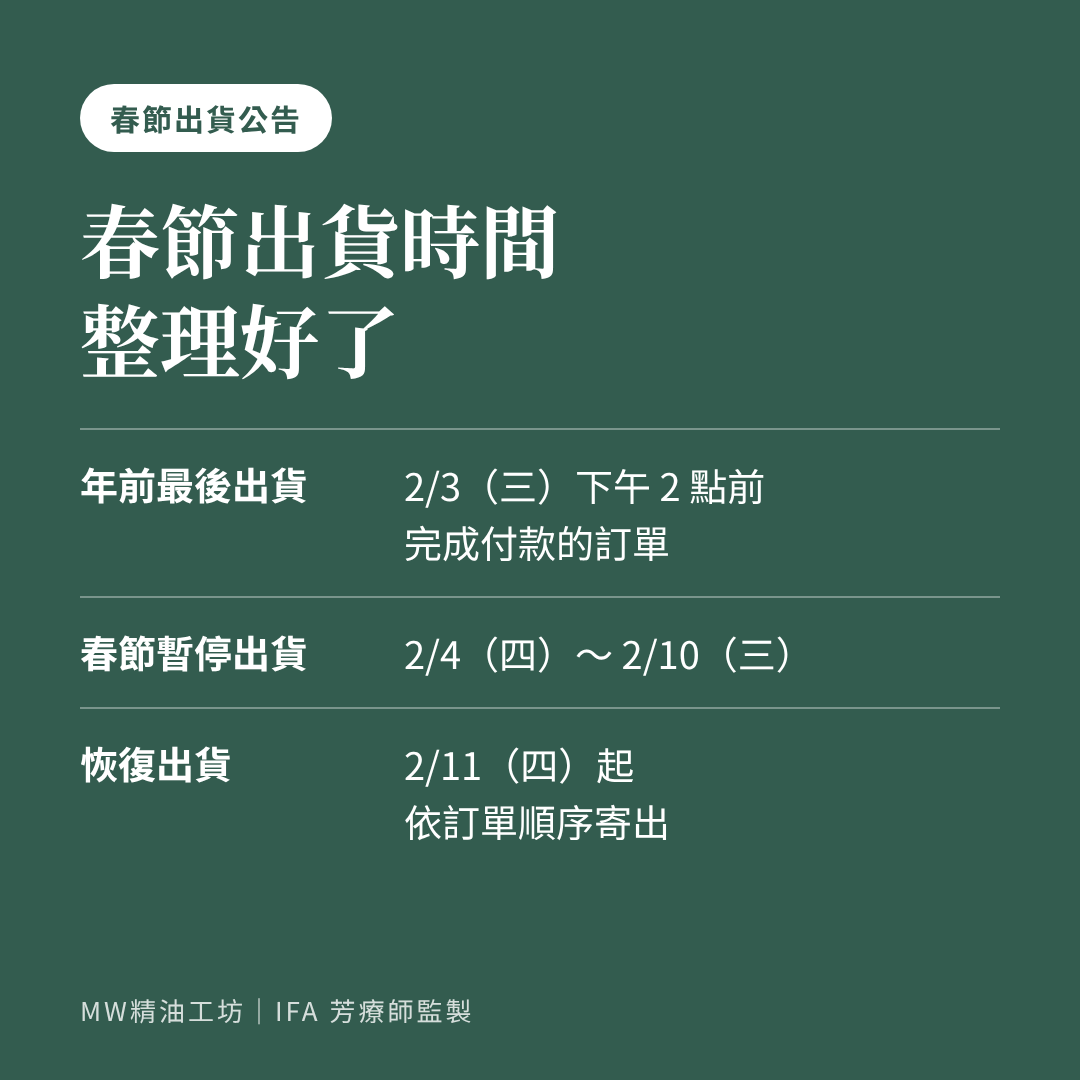 春節出貨公告
春節出貨時間
整理好了
年前最後出貨
2/3（三）下午 2 點前
完成付款的訂單
春節暫停出貨
2/4（四）～ 2/10（三）
恢復出貨
2/11（四）起
依訂單順序寄出
MW精油工坊｜IFA 芳療師監製